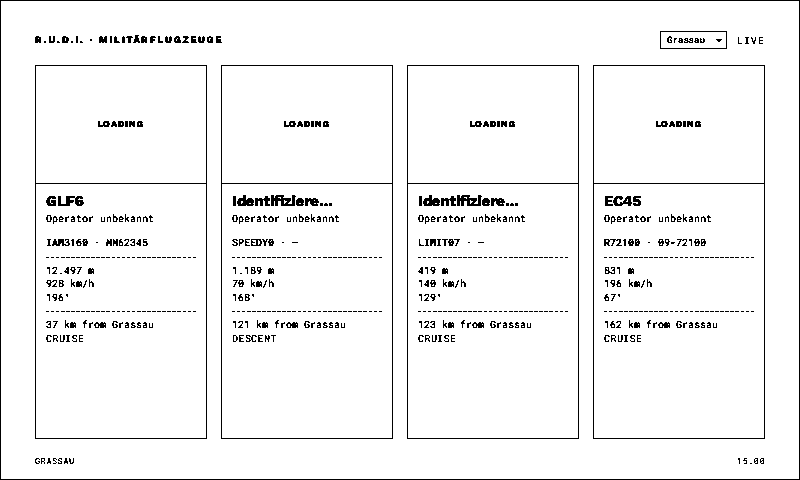 R.U.D.I. · MILITÄRFLUGZEUGE
Grassau
LIVE
LOADING
GLF6
Operator unbekannt
IAM3160 · MM62345
12.497 m
928 km/h
196°
37 km from Grassau
CRUISE
LOADING
Identifiziere...
Operator unbekannt
SPEEDY0 · —
1.189 m
70 km/h
168°
121 km from Grassau
DESCENT
LOADING
Identifiziere...
Operator unbekannt
LIMIT07 · —
419 m
140 km/h
129°
123 km from Grassau
CRUISE
LOADING
EC45
Operator unbekannt
R72100 · 09-72100
831 m
196 km/h
67°
162 km from Grassau
CRUISE
GRASSAU
15.00